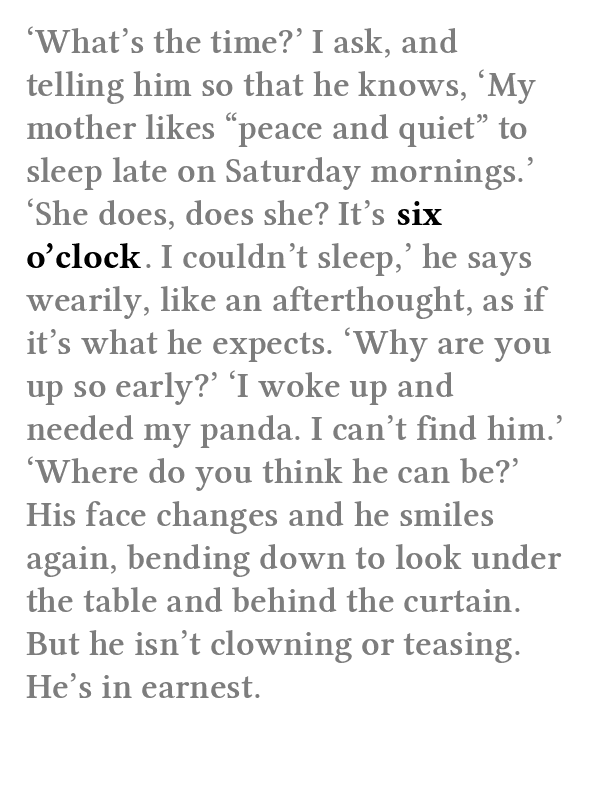 ‘What’s the time?’ I ask, and
telling him so that he knows, ‘My
mother likes “peace and quiet” to
sleep late on Saturday mornings.’
‘She does, does she? It’s six
o’clock. I couldn’t sleep,’ he says
wearily, like an afterthought, as if
it’s what he expects. ‘Why are you
up so early?’ ‘I woke up and
needed my panda. I can’t find him.’
‘Where do you think he can be?’
His face changes and he smiles
again, bending down to look under
the table and behind the curtain.
But he isn’t clowning or teasing.
He’s in earnest.